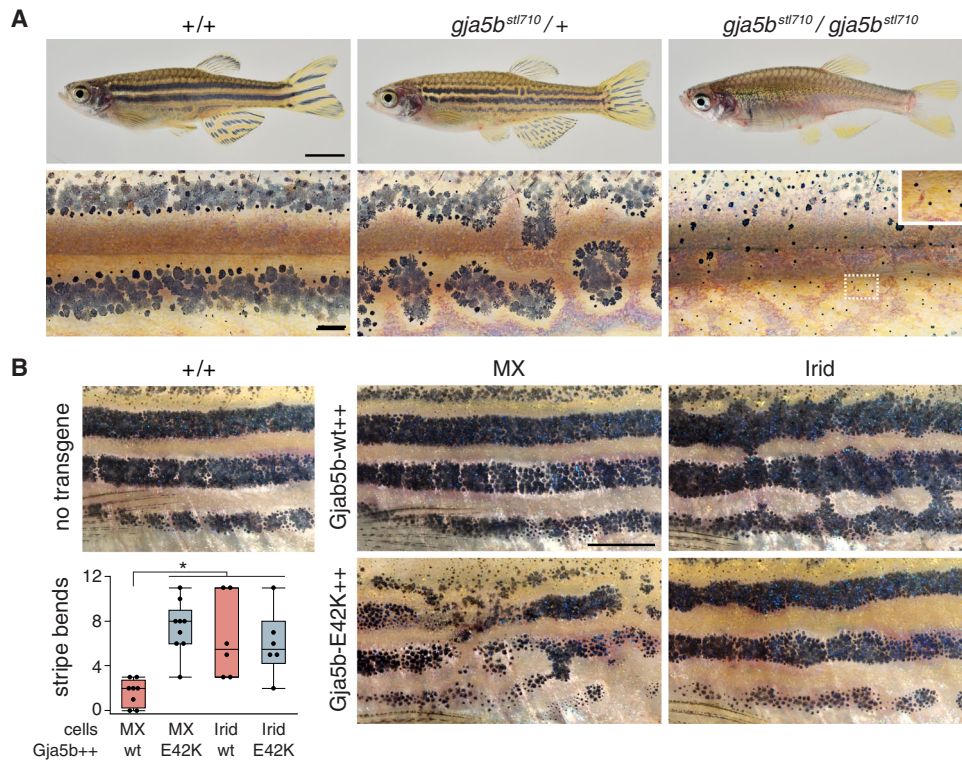 A
+/+
gja5b^stl710 / +
gja5b^stl710 / gja5b^stl710
B
+/+
MX
Irid
no transgene
Gjab5b-wt++
Gja5b-E42K++
*
stripe bends
12
8
4
0
cells MX MX Irid Irid
Gja5b++ wt E42K wt E42K